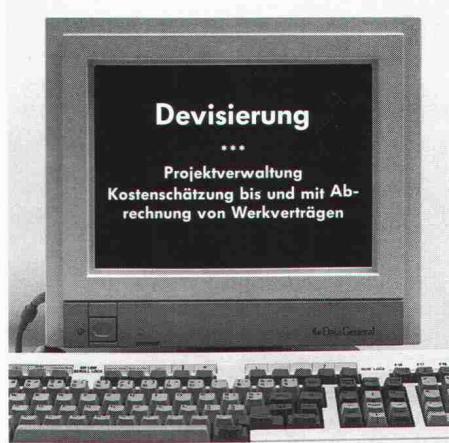 Devisierung
***
Projektverwaltung
Kostenschätzung bis und mit Ab-
rechnung von Werkverträgen
Data General